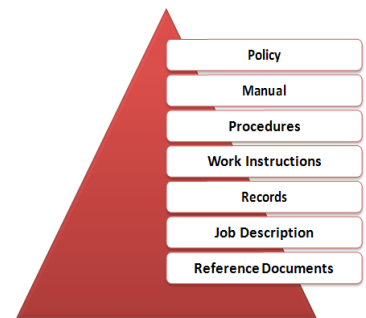 Policy
Manual
Procedures
Work Instructions
Records
Job Description
Reference Documents